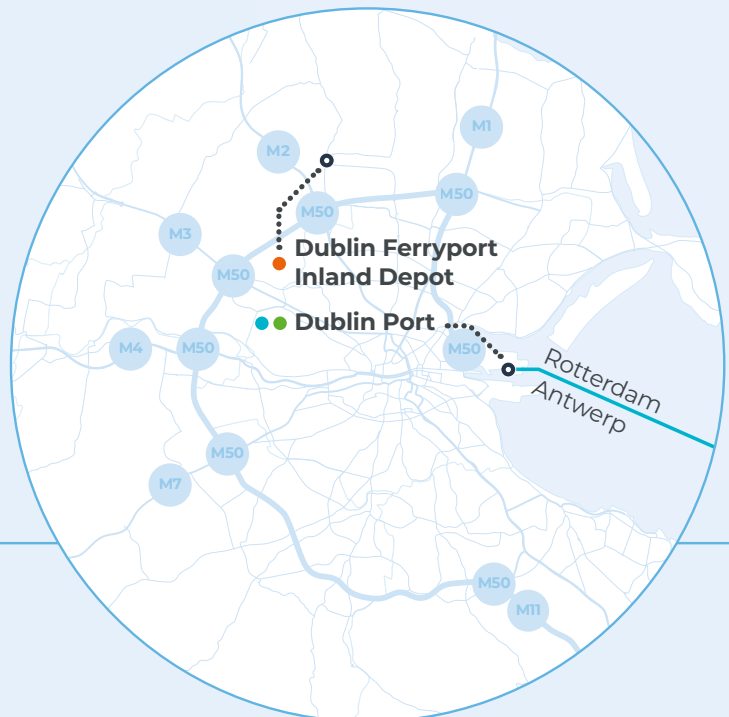 M1
M2
M50
M50
M3
Dublin Ferryport
Inland Depot
M50
Dublin Port
M4
M50
M50
Rotterdam
Antwerp
M50
M7
M50
M11